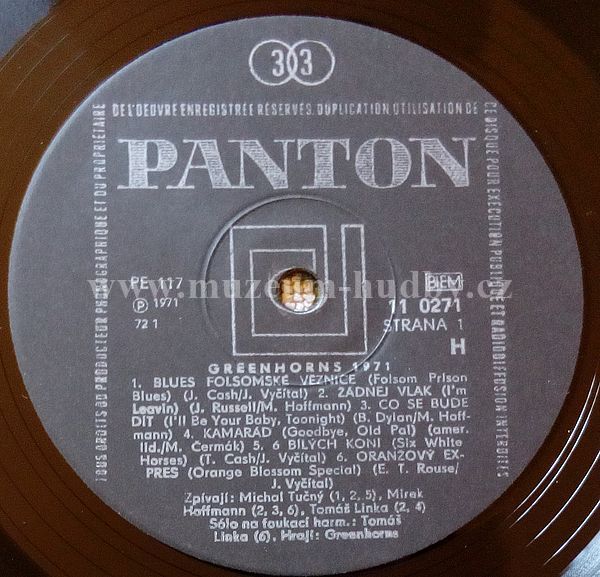 33
DE L'OEUVRE ENREGISTRÉE RESERVÉS. DUPLICATION, UTILISATION DE
CE DISQUE POUR EXECUTION PUBLIQUE ET RADIODIFFUSION INTERDITES
TOUS DROITS DU PRODUCTEUR PHONOGRAPHIQUE ET DU PROPRIETAIRE
PANTON
PE 117
Ⓟ 1971
72 1
BIEM
11 0271
STRANA 1
H
www.muzeum-hudby.cz
GREENHORNS 1971
1. BLUES FOLSOMSKÉ VĚZNICE (Folsom Prison
Blues) (J. Cash/J. Vyčítal) 2. ŽÁDNEJ VLAK (I'm
Leavin) (J. Russell/M. Hoffmann) 3. CO SE BUDE
DÍT (I'll Be Your Baby, Toonight) (B. Dylan/M. Hoff-
mann) 4. KAMARÁD (Goodbye, Old Pal) (amer.
lid./M. Čermák) 5. 6 BÍLÝCH KONÍ (Six White
Horses) (T. Cash/J. Vyčítal) 6. ORANŽOVÝ EX-
PRES (Orange Blossom Special) (E. T. Rouse/
J. Vyčítal)
Zpívají: Michal Tučný (1, 2, 5), Mirek
Hoffmann (2, 3, 6), Tomáš Linka (2, 4)
Sólo na foukací harm.: Tomáš
Linka (6). Hrají: Greenhorns